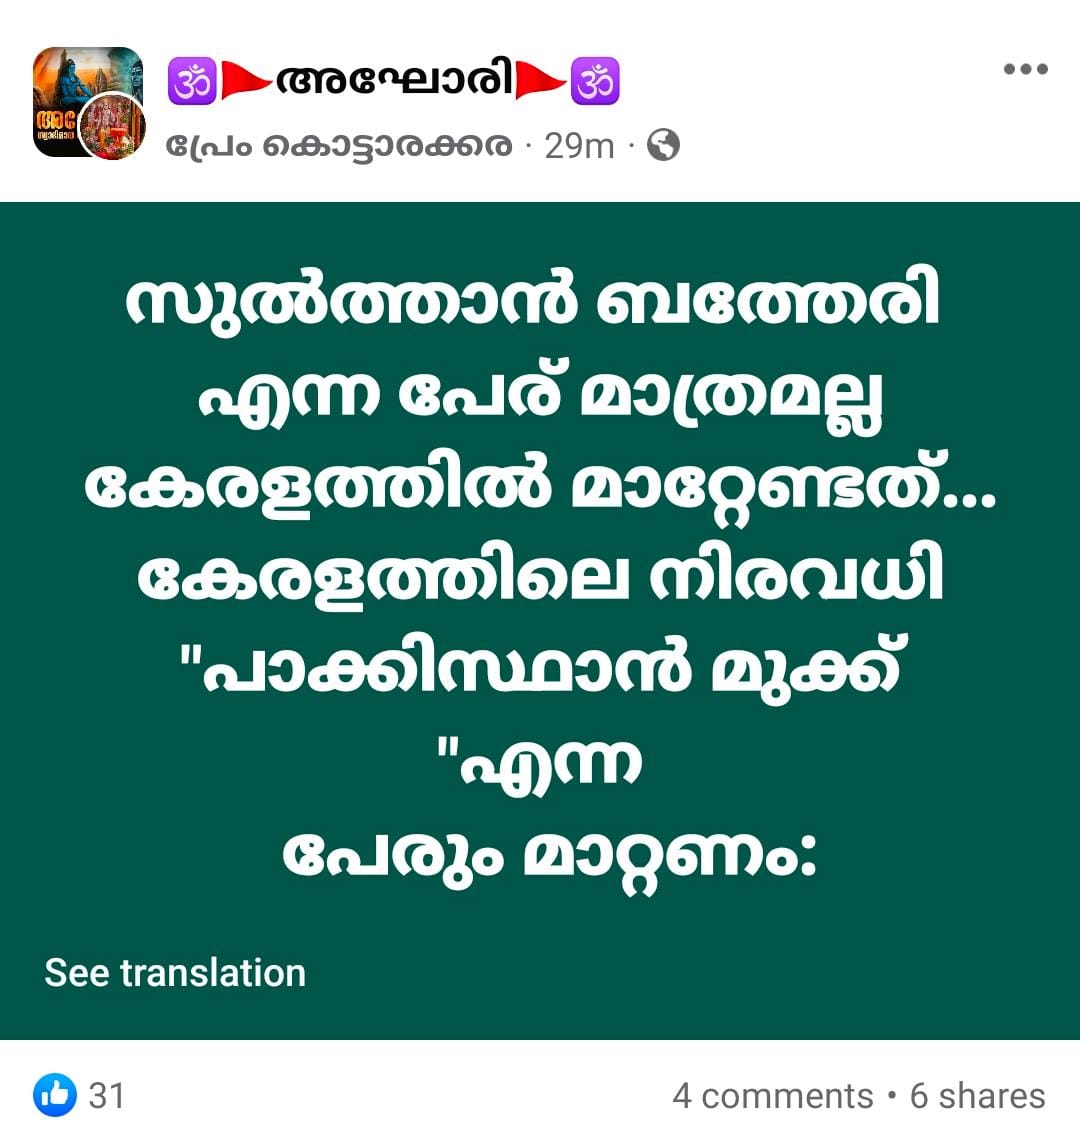 🕉🚩അഘോരി🚩🕉
പ്രേം കൊട്ടാരക്കര · 29m ·
സുൽത്താൻ ബത്തേരി
എന്ന പേര് മാത്രമല്ല
കേരളത്തിൽ മാറ്റേണ്ടത്...
കേരളത്തിലെ നിരവധി
"പാക്കിസ്ഥാൻ മുക്ക്
"എന്ന
പേരും മാറ്റണം:
See translation
31
4 comments • 6 shares